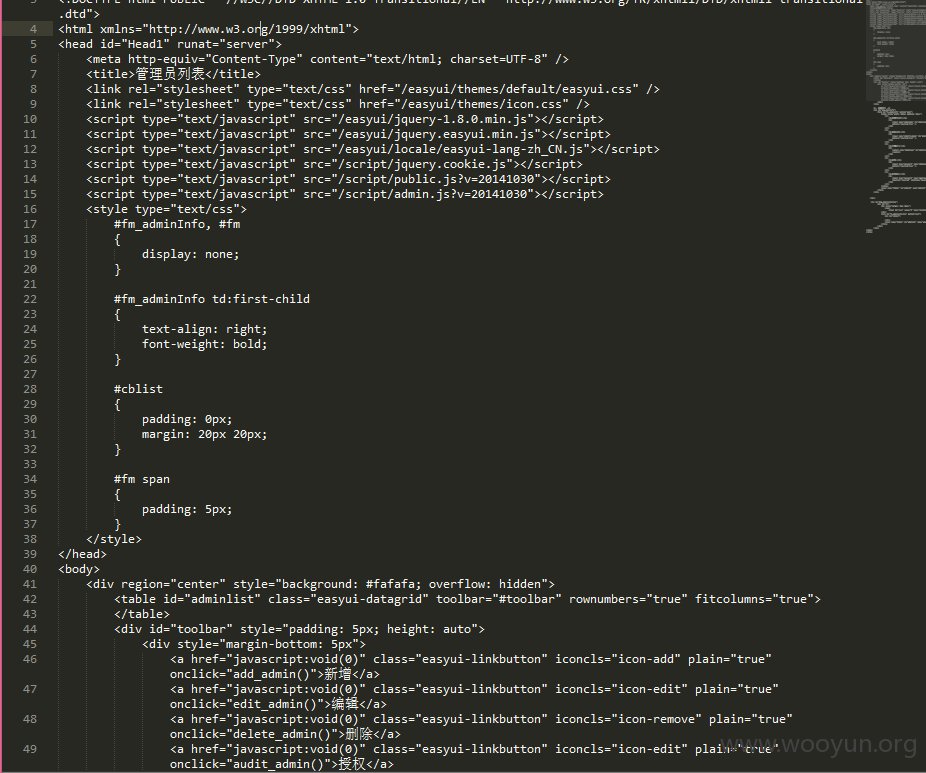 3 <!DOCTYPE html PUBLIC "-//W3C//DTD XHTML 1.0 Transitional//EN" "http://www.w3.org/TR/xhtml1/DTD/xhtml1-transitional
.dtd">
4 <html xmlns="http://www.w3.org/1999/xhtml">
5 <head id="Head1" runat="server">
6 <meta http-equiv="Content-Type" content="text/html; charset=UTF-8" />
7 <title>管理员列表</title>
8 <link rel="stylesheet" type="text/css" href="/easyui/themes/default/easyui.css" />
9 <link rel="stylesheet" type="text/css" href="/easyui/themes/icon.css" />
10 <script type="text/javascript" src="/easyui/jquery-1.8.0.min.js"></script>
11 <script type="text/javascript" src="/easyui/jquery.easyui.min.js"></script>
12 <script type="text/javascript" src="/easyui/locale/easyui-lang-zh_CN.js"></script>
13 <script type="text/javascript" src="/script/jquery.cookie.js"></script>
14 <script type="text/javascript" src="/script/public.js?v=20141030"></script>
15 <script type="text/javascript" src="/script/admin.js?v=20141030"></script>
16 <style type="text/css">
17 #fm_adminInfo, #fm
18 {
19 display: none;
20 }
21
22 #fm_adminInfo td:first-child
23 {
24 text-align: right;
25 font-weight: bold;
26 }
27
28 #cblist
29 {
30 padding: 0px;
31 margin: 20px 20px;
32 }
33
34 #fm span
35 {
36 padding: 5px;
37 }
38 </style>
39 </head>
40 <body>
41 <div region="center" style="background: #fafafa; overflow: hidden">
42 <table id="adminlist" class="easyui-datagrid" toolbar="#toolbar" rownumbers="true" fitcolumns="true">
43 </table>
44 <div id="toolbar" style="padding: 5px; height: auto">
45 <div style="margin-bottom: 5px">
46 <a href="javascript:void(0)" class="easyui-linkbutton" iconcls="icon-add" plain="true"
onclick="add_admin()">新增</a>
47 <a href="javascript:void(0)" class="easyui-linkbutton" iconcls="icon-edit" plain="true"
onclick="edit_admin()">编辑</a>
48 <a href="javascript:void(0)" class="easyui-linkbutton" iconcls="icon-remove" plain="true"
onclick="delete_admin()">删除</a>
49 <a href="javascript:void(0)" class="easyui-linkbutton" iconcls="icon-edit" plain="true"
onclick="audit_admin()">授权</a>
www.wooyun.org